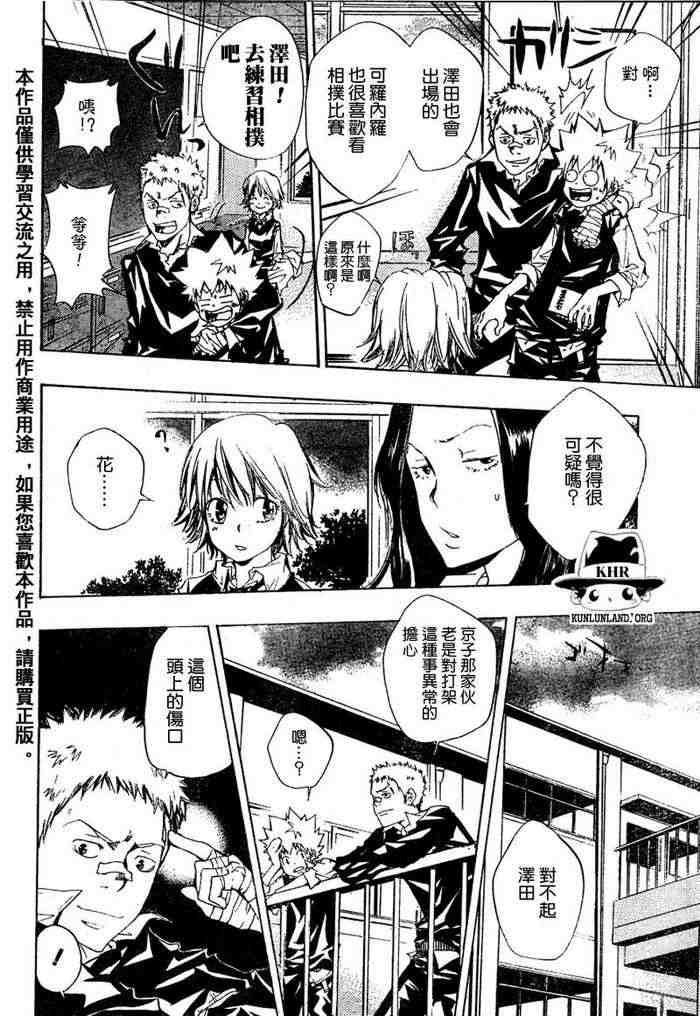 啊…
對
澤田也會
出場的
可羅內羅
也很喜歡看
相撲比賽
什麼啊
原來是
這樣啊?
澤田!
去練習相撲
吧
咦!?
等等!
不覺得很
可疑嗎?
花……
KHR
KUNLUNLAND.ORG
對不起
澤田
京子那家伙
老是對打架
這種事異常的
擔心
嗯…?
這個
頭上的傷口
!
本作品僅供學習交流之用，禁止用作商業用途，如果您喜歡本作品，請購買正版。